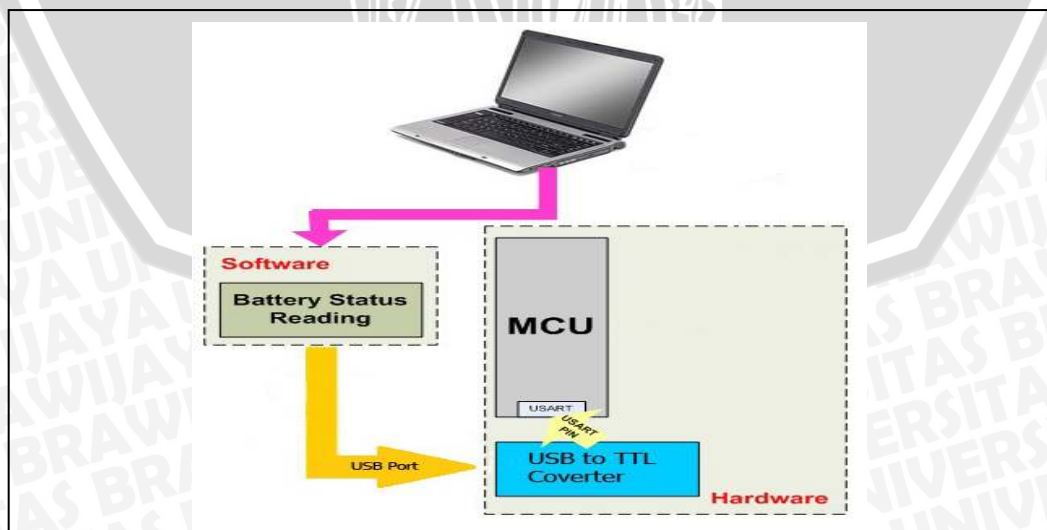 Software
Battery Status
Reading
MCU
USART
USART
PIN
USB Port
USB to TTL
Coverter
Hardware